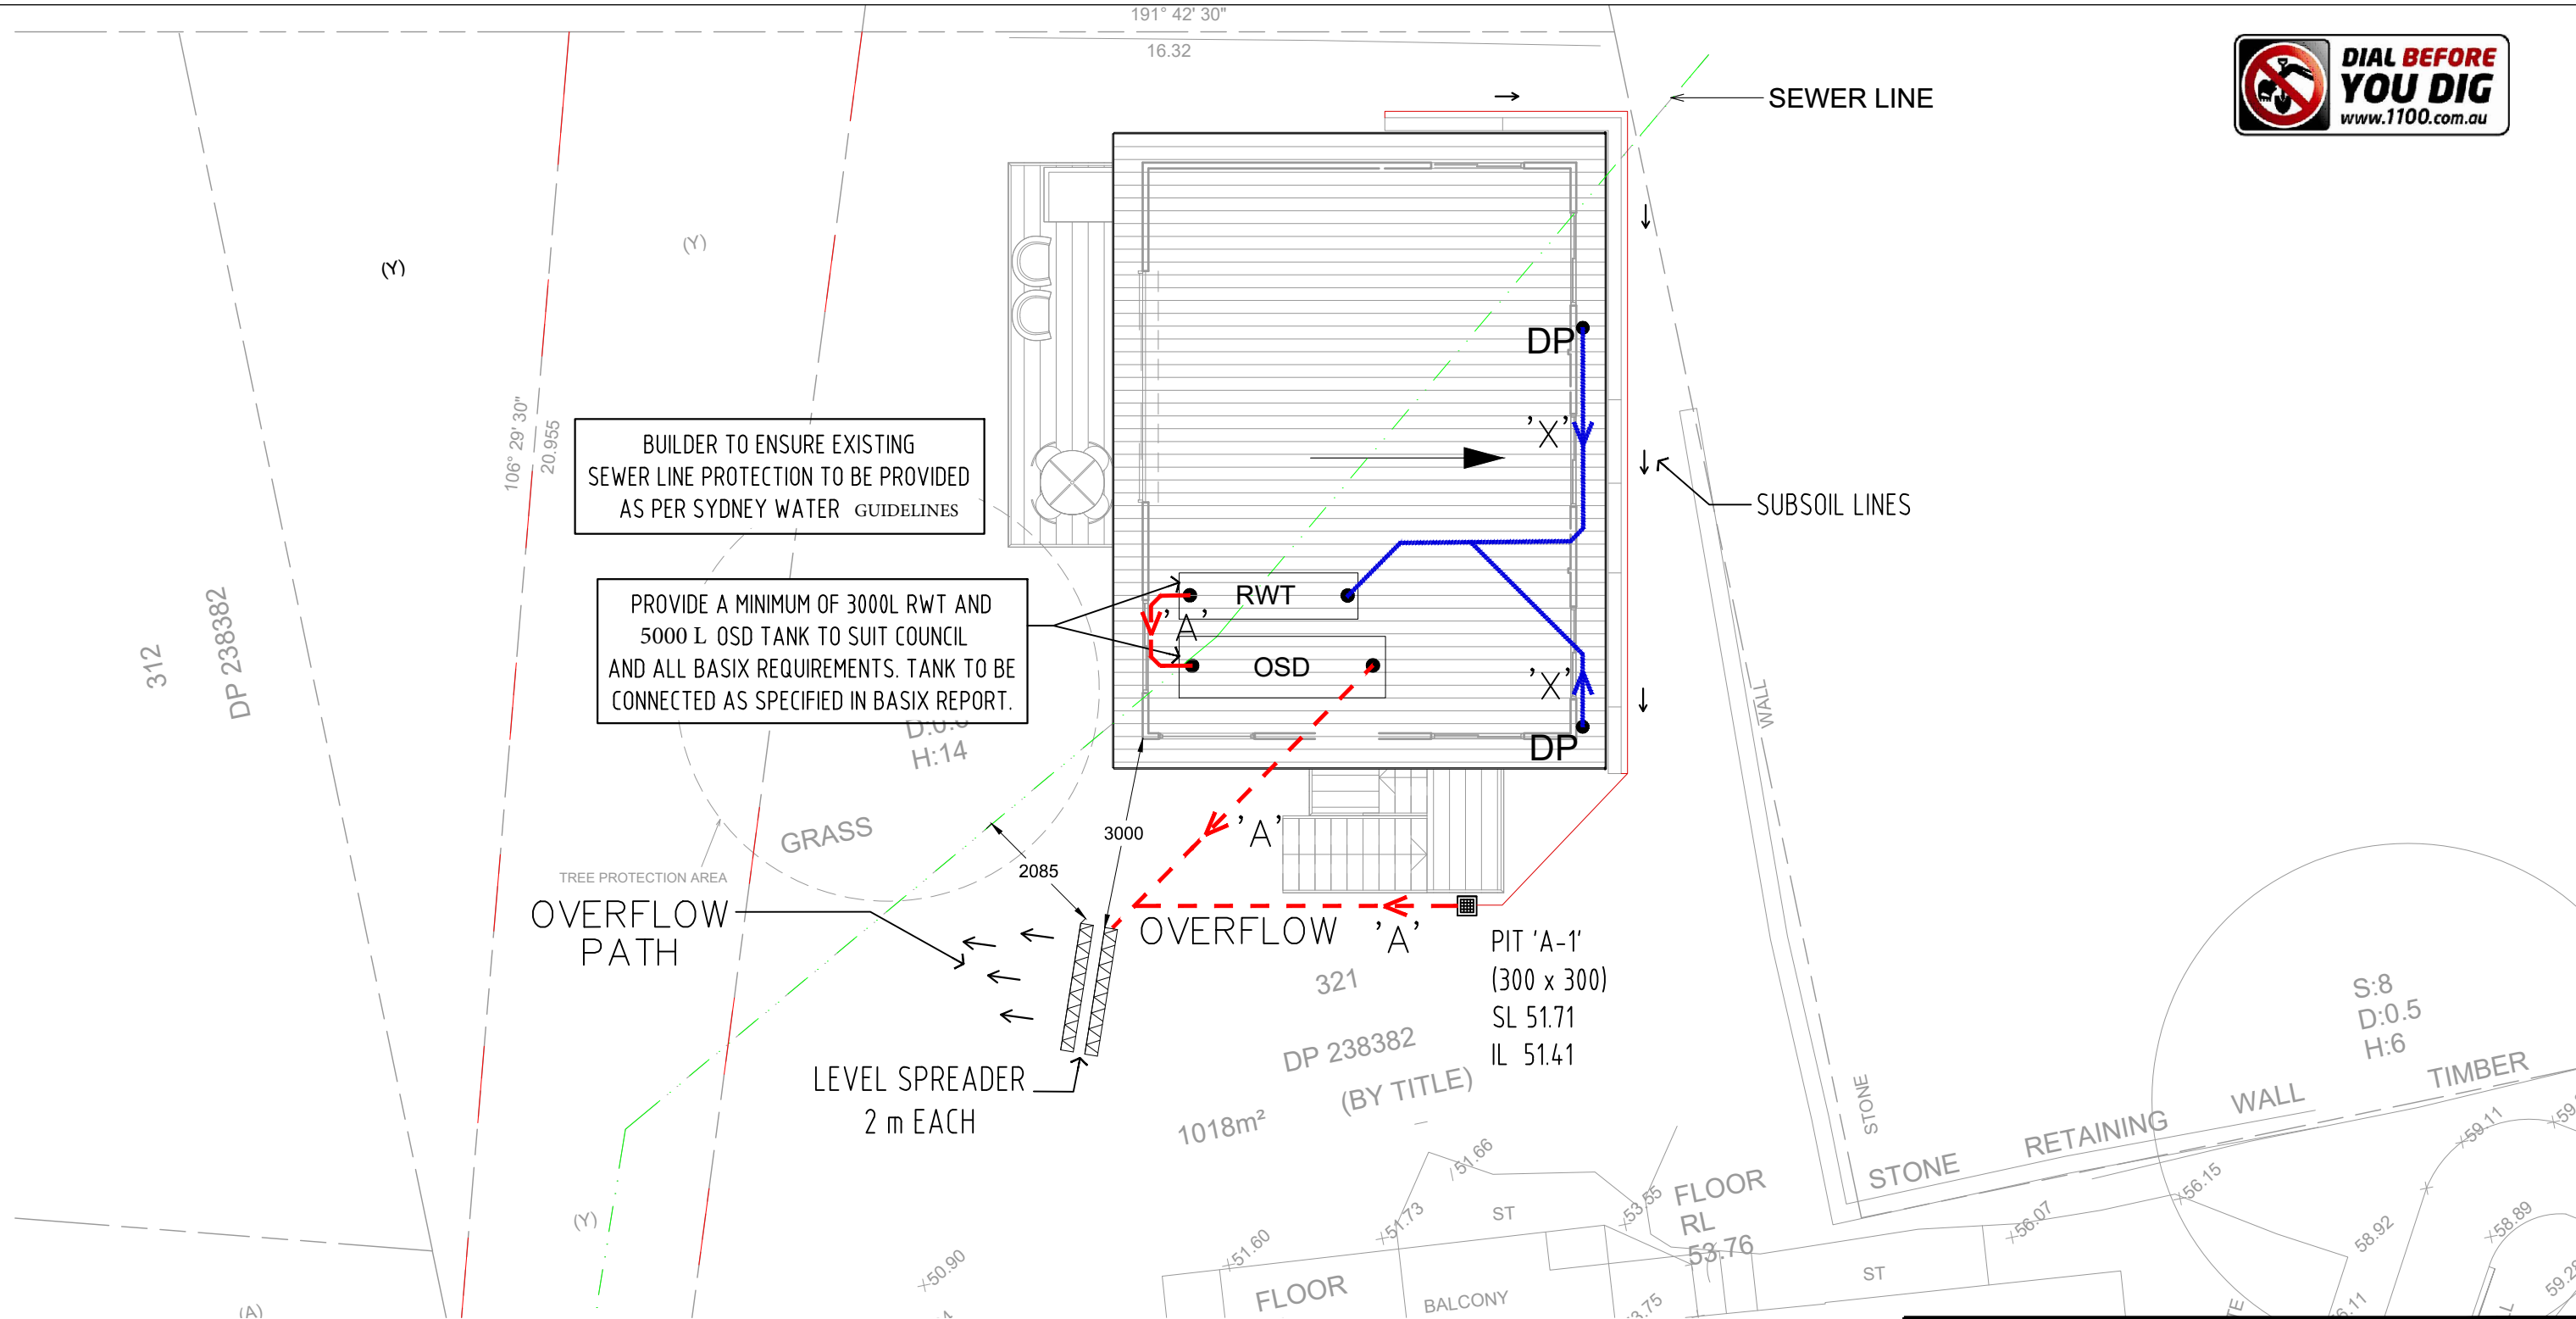 191° 42' 30"
16.32
DIAL BEFORE
YOU DIG
www.1100.com.au
SEWER LINE
(Y)
(Y)
DP
'X'
BUILDER TO ENSURE EXISTING
SEWER LINE PROTECTION TO BE PROVIDED
AS PER SYDNEY WATER GUIDELINES
106° 29' 30"
20.955
SUBSOIL LINES
RWT
'A'
PROVIDE A MINIMUM OF 3000L RWT AND
5000 L OSD TANK TO SUIT COUNCIL
AND ALL BASIX REQUIREMENTS. TANK TO BE
CONNECTED AS SPECIFIED IN BASIX REPORT.
312
DP 238382
OSD
'X'
DP
WALL
H:14
GRASS
3000
'A'
2085
TREE PROTECTION AREA
OVERFLOW
PATH
OVERFLOW 'A'
PIT 'A-1'
(300 x 300)
SL 51.71
IL 51.41
321
DP 238382
(BY TITLE)
1018m²
LEVEL SPREADER
2 m EACH
S:8
D:0.5
H:6
STONE
STONE RETAINING WALL TIMBER
59.11
51.66
56.15
FLOOR
RL
53.76
53.55
51.73
ST
51.60
50.90
56.07
58.92
58.89
59.28
(Y)
(A)
FLOOR
BALCONY
ST